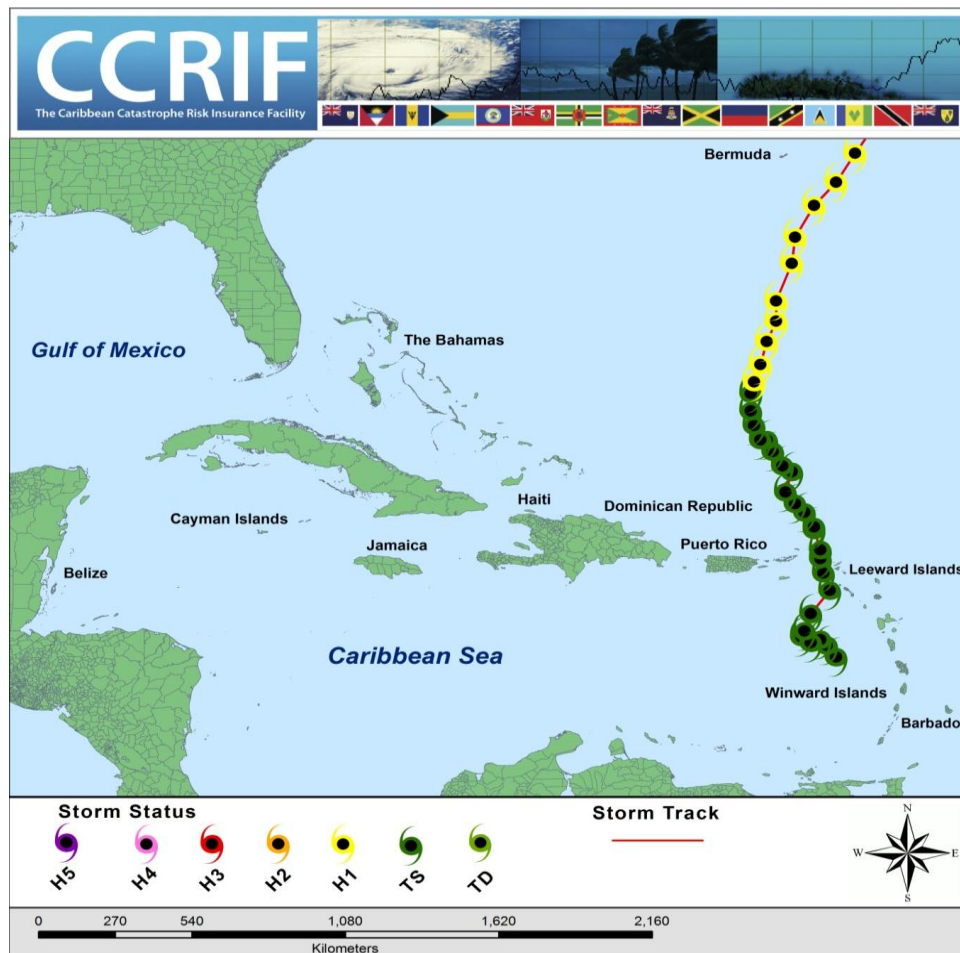 CCRIF
The Caribbean Catastrophe Risk Insurance Facility
Bermuda
The Bahamas
Gulf of Mexico
Haiti
Dominican Republic
Cayman Islands
Jamaica
Puerto Rico
Leeward Islands
Belize
Caribbean Sea
Winward Islands
Barbado
Storm Status
Storm Track
H5
H4
H3
H2
H1
TS
TD
N
W
E
S
0 270 540 1,080 1,620 2,160
Kilometers